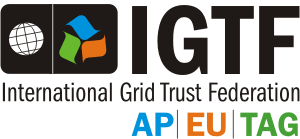 IGTF
International Grid Trust Federation
AP|EU|TAG